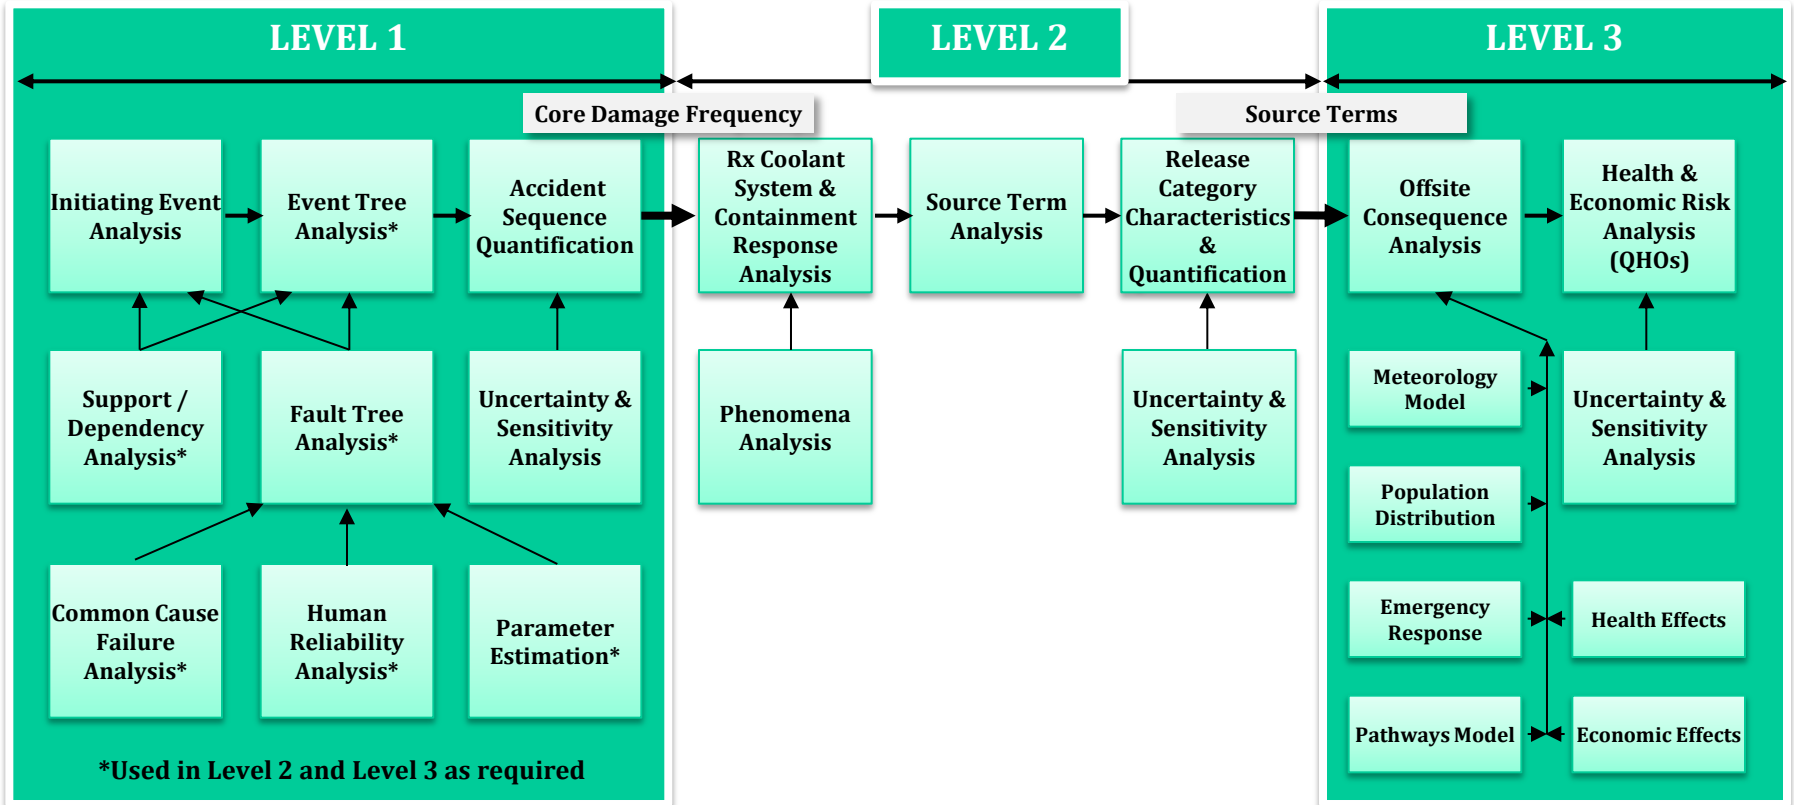 LEVEL 1
LEVEL 2
LEVEL 3
Core Damage Frequency
Source Terms
Initiating Event
Analysis
Event Tree
Analysis*
Accident
Sequence
Quantification
Rx Coolant
System &
Containment
Response
Analysis
Source Term
Analysis
Release
Category
Characteristics
&
Quantification
Offsite
Consequence
Analysis
Health &
Economic Risk
Analysis
(QHOs)
Support /
Dependency
Analysis*
Fault Tree
Analysis*
Uncertainty &
Sensitivity
Analysis
Phenomena
Analysis
Uncertainty &
Sensitivity
Analysis
Meteorology
Model
Uncertainty &
Sensitivity
Analysis
Population
Distribution
Common Cause
Failure
Analysis*
Human
Reliability
Analysis*
Parameter
Estimation*
Emergency
Response
Health Effects
Pathways Model
Economic Effects
*Used in Level 2 and Level 3 as required